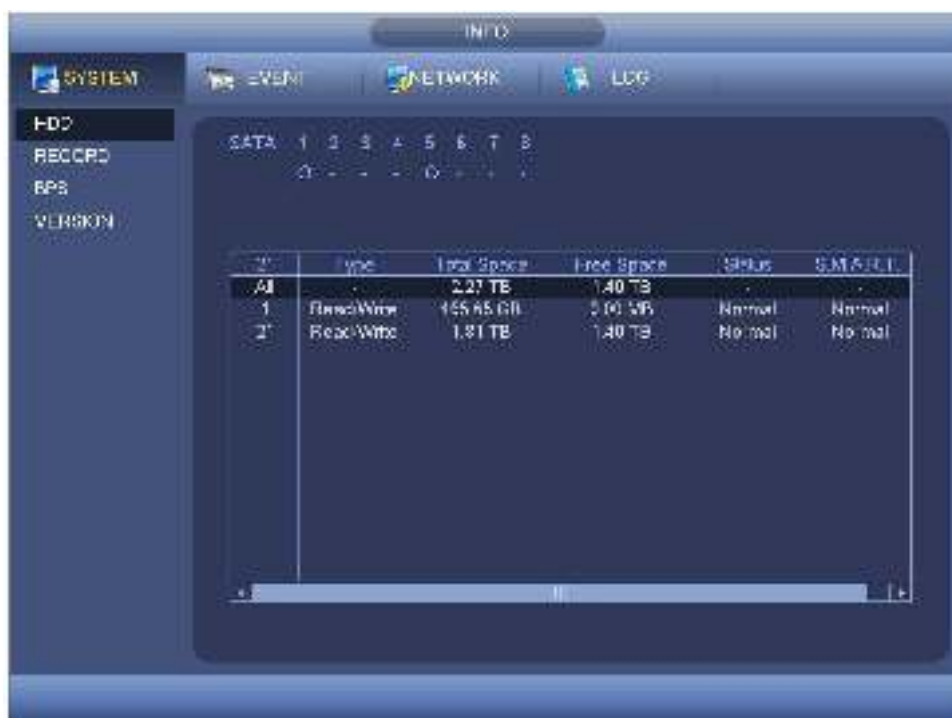 INFO
SYSTEM EVENT NETWORK LOG
HDD
RECORD
BPS
VERSION
SATA 1 2 3 4 5 6 7 8
O - - - O - - -
2* Type Total Space Free Space Status S.M.A.R.T.
All - 2.27 TB 1.40 TB - -
1 Read/Write 465.65 GB 0.00 MB Normal Normal
2* Read/Write 1.81 TB 1.40 TB Normal Normal